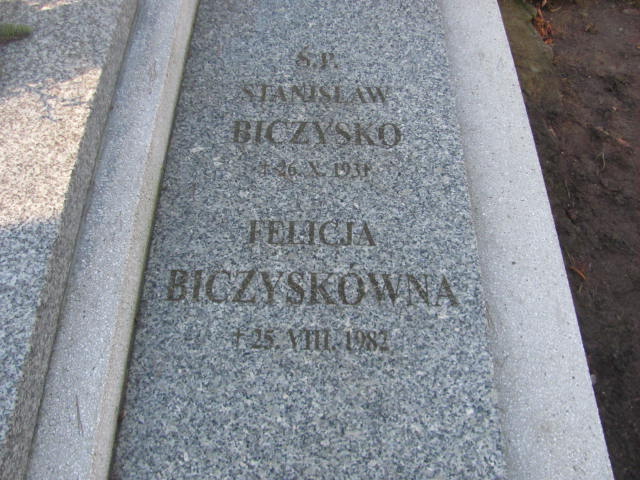 Ś.P.
STANISŁAW
BICZYSKO
† 26. X. 1931
FELICJA
BICZYSKÓWNA
† 25. VIII. 1982